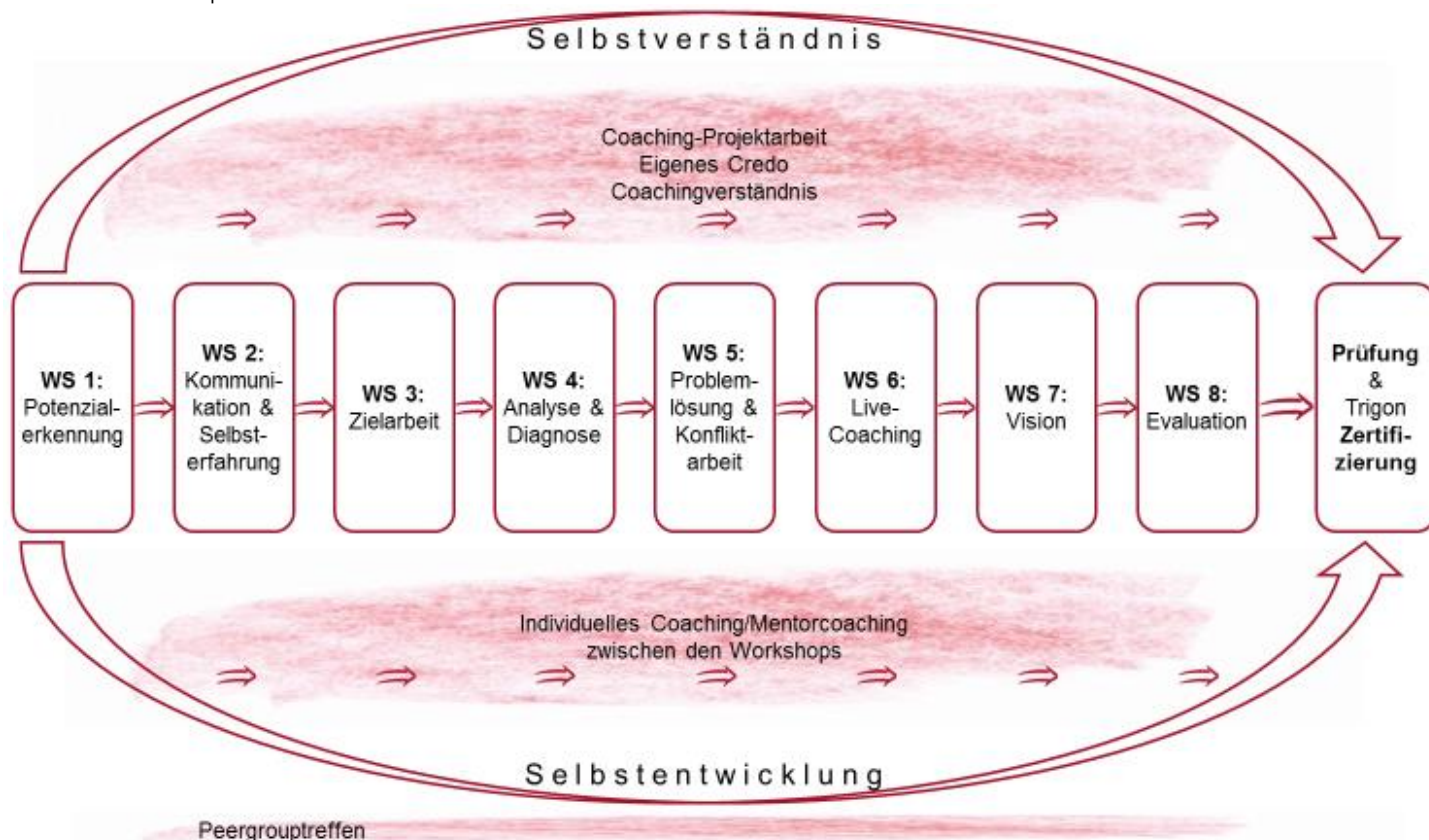 Selbstverständnis
Coaching-Projektarbeit
Eigenes Credo
Coachingverständnis
WS 1:
Potenzial-
erkennung
WS 2:
Kommuni-
kation &
Selbst-
erfahrung
WS 3:
Zielarbeit
WS 4:
Analyse &
Diagnose
WS 5:
Problem-
lösung &
Konflikt-
arbeit
WS 6:
Live-
Coaching
WS 7:
Vision
WS 8:
Evaluation
Prüfung
&
Trigon
Zertifi-
zierung
Individuelles Coaching/Mentorcoaching
zwischen den Workshops
Selbstentwicklung
Peergrouptreffen